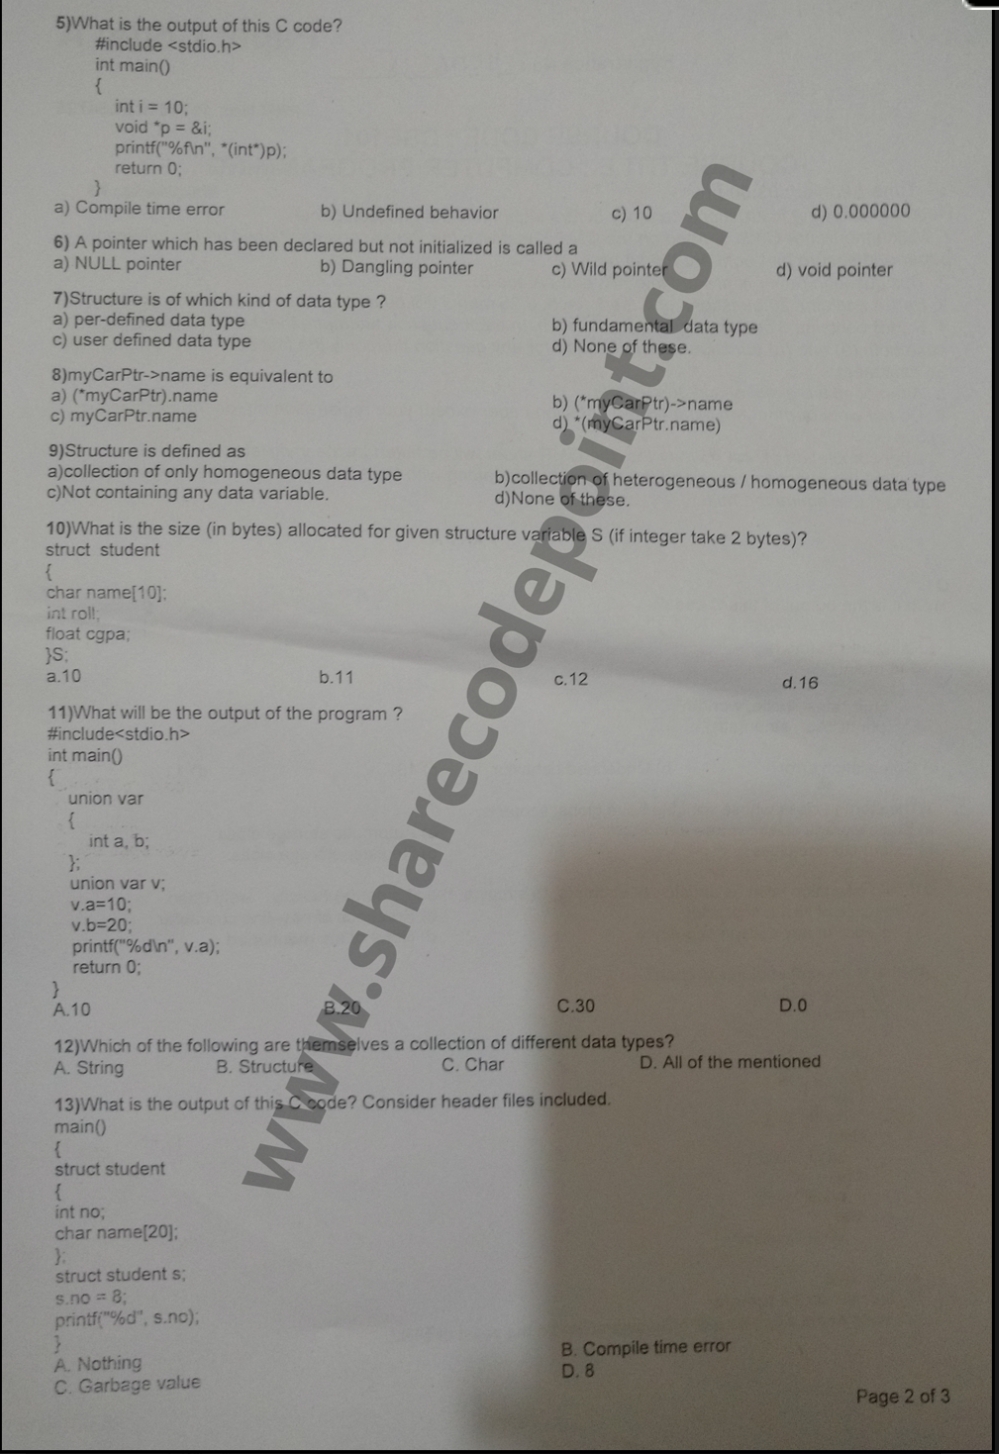 5)What is the output of this C code?
#include <stdio.h>
int main()
{
int i = 10;
void *p = &i;
printf("%f\n", *(int*)p);
return 0;
}
a) Compile time error b) Undefined behavior c) 10 d) 0.000000
6) A pointer which has been declared but not initialized is called a
a) NULL pointer b) Dangling pointer c) Wild pointer d) void pointer
7)Structure is of which kind of data type ?
a) per-defined data type b) fundamental data type
c) user defined data type d) None of these.
8)myCarPtr->name is equivalent to
a) (*myCarPtr).name b) (*myCarPtr)->name
c) myCarPtr.name d) *(myCarPtr.name)
9)Structure is defined as
a)collection of only homogeneous data type b)collection of heterogeneous / homogeneous data type
c)Not containing any data variable. d)None of these.
10)What is the size (in bytes) allocated for given structure variable S (if integer take 2 bytes)?
struct student
{
char name[10];
int roll;
float cgpa;
}S;
a.10 b.11 c.12 d.16
11)What will be the output of the program ?
#include<stdio.h>
int main()
{
union var
{
int a, b;
};
union var v;
v.a=10;
v.b=20;
printf("%d\n", v.a);
return 0;
}
A.10 B.20 C.30 D.0
12)Which of the following are themselves a collection of different data types?
A. String B. Structure C. Char D. All of the mentioned
13)What is the output of this C code? Consider header files included.
main()
{
struct student
{
int no;
char name[20];
};
struct student s;
s.no = 8;
printf("%d", s.no);
}
A. Nothing B. Compile time error
C. Garbage value D. 8
Page 2 of 3
www.sharecodepoint.com